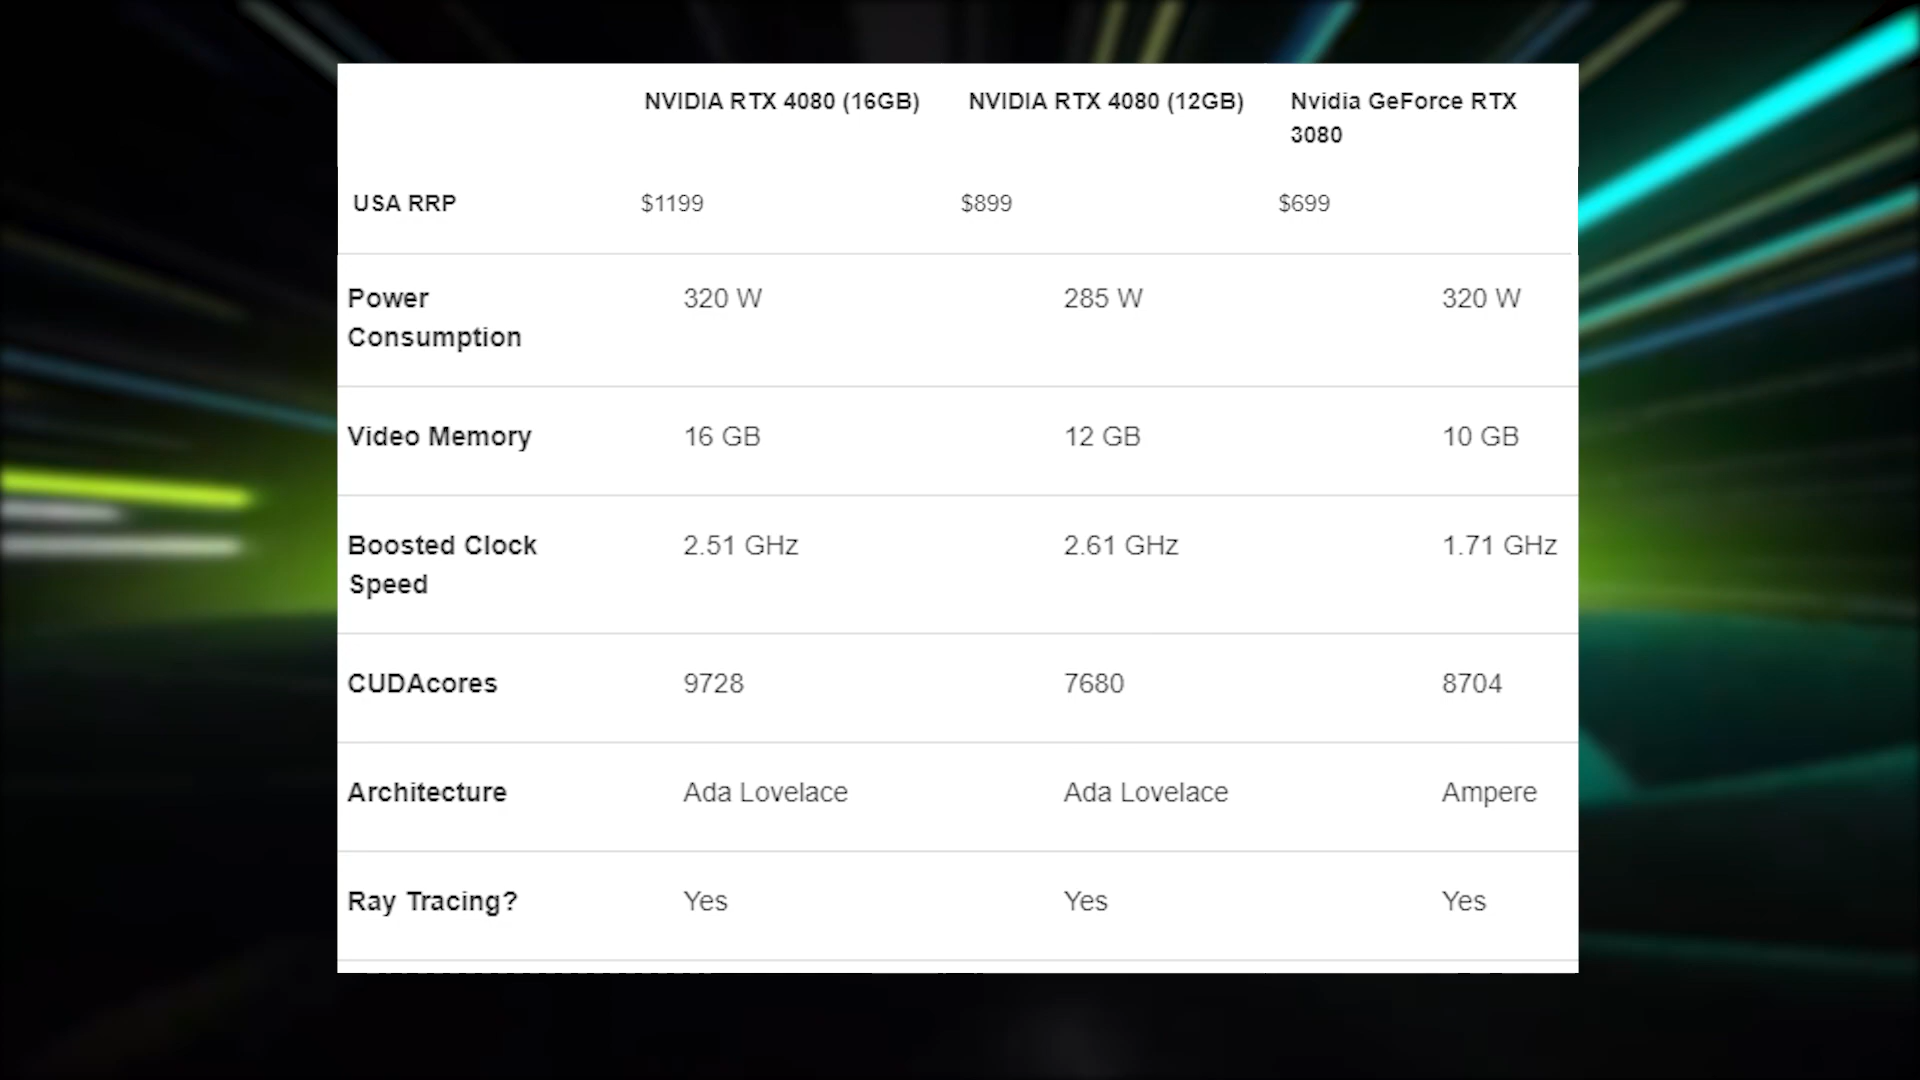 NVIDIA RTX 4080 (16GB) NVIDIA RTX 4080 (12GB) Nvidia GeForce RTX
3080
USA RRP $1199 $899 $699
Power 320 W 285 W 320 W
Consumption
Video Memory 16 GB 12 GB 10 GB
Boosted Clock 2.51 GHz 2.61 GHz 1.71 GHz
Speed
CUDAcores 9728 7680 8704
Architecture Ada Lovelace Ada Lovelace Ampere
Ray Tracing? Yes Yes Yes